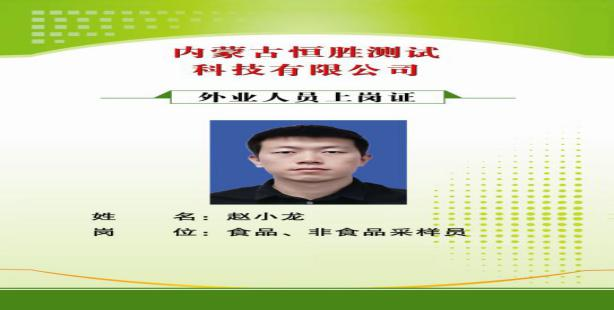 内蒙古恒胜测试
科技有限公司
外业人员上岗证
姓 名：赵小龙
岗 位：食品、非食品采样员